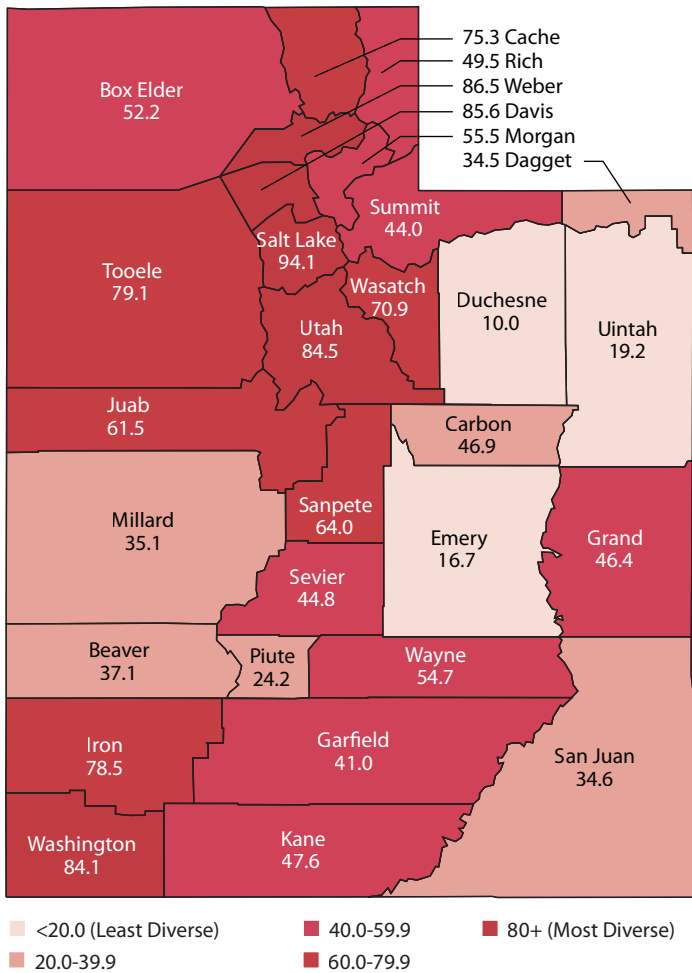 75.3 Cache
49.5 Rich
86.5 Weber
85.6 Davis
55.5 Morgan
34.5 Dagget
Box Elder
52.2
Summit
44.0
Salt Lake
94.1
Tooele
79.1
Wasatch
70.9
Duchesne
10.0
Uintah
19.2
Utah
84.5
Juab
61.5
Carbon
46.9
Sanpete
64.0
Millard
35.1
Emery
16.7
Grand
46.4
Sevier
44.8
Beaver
37.1
Piute
24.2
Wayne
54.7
Iron
78.5
Garfield
41.0
San Juan
34.6
Washington
84.1
Kane
47.6
<20.0 (Least Diverse)
40.0-59.9
80+ (Most Diverse)
20.0-39.9
60.0-79.9